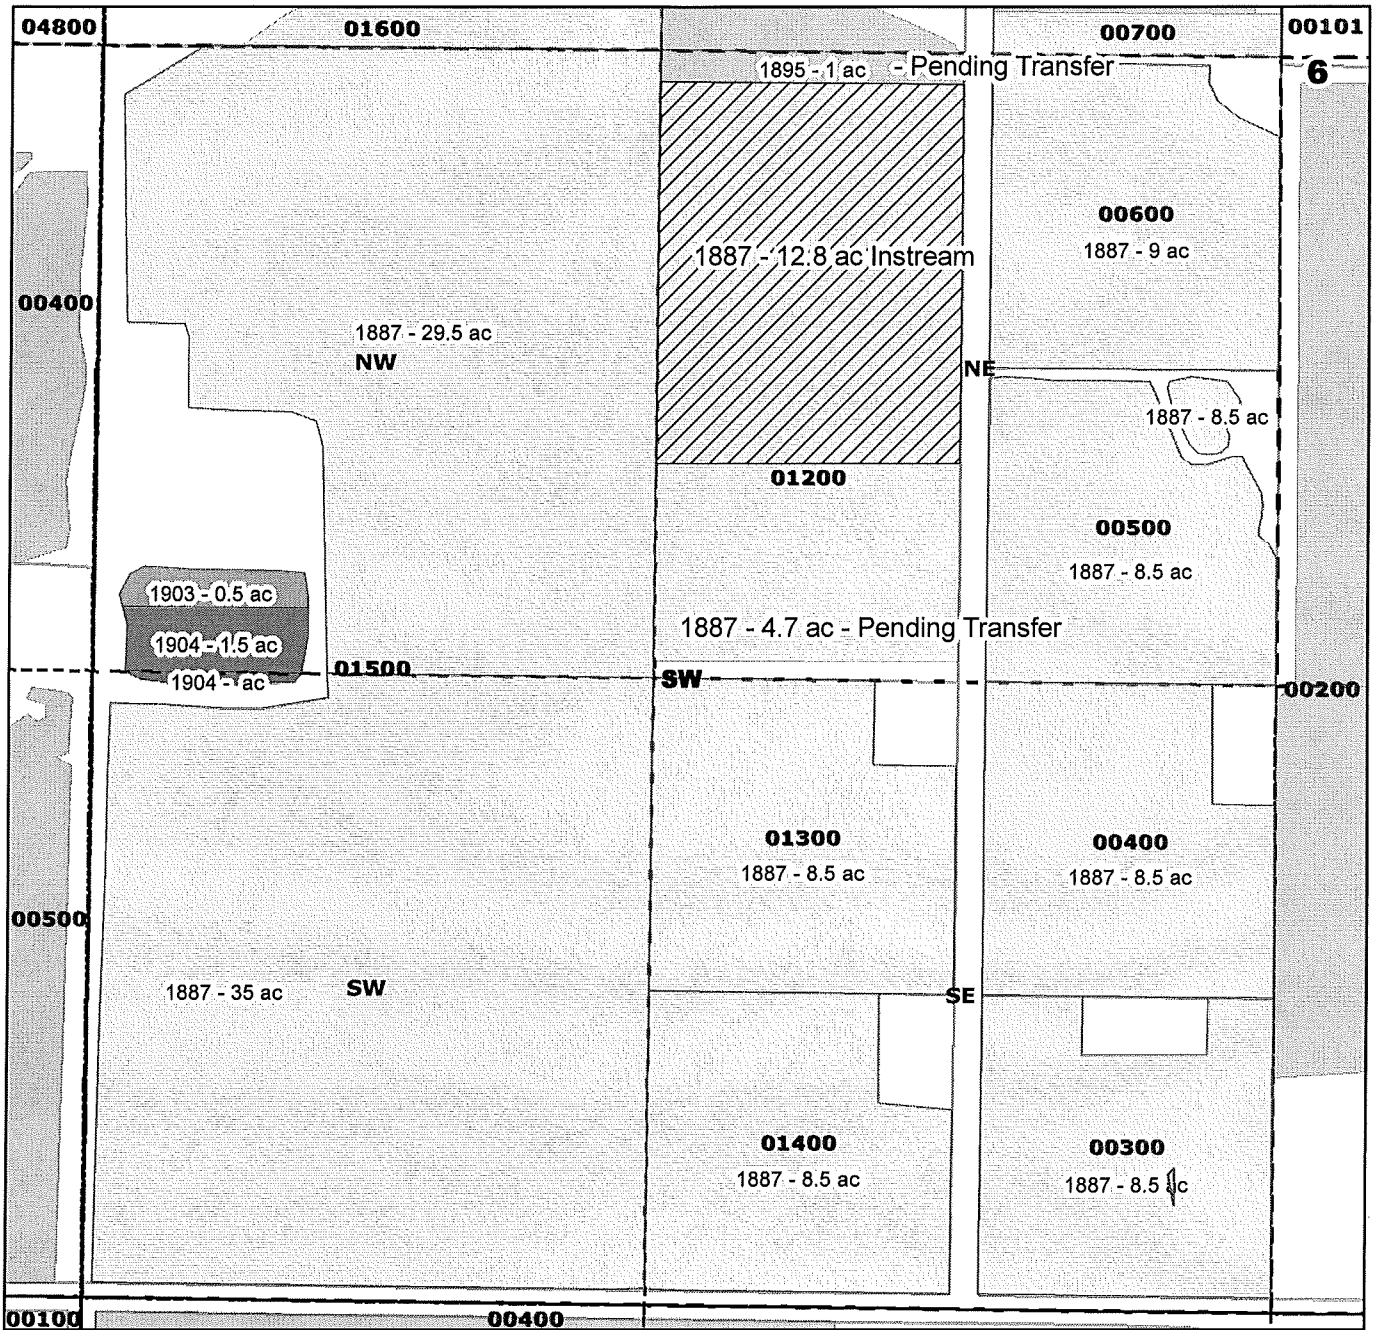 04800
01600
00700
00101
1895 - 1 ac - Pending Transfer
6
00600
1887 - 12.8 ac Instream
1887 - 9 ac
00400
1887 - 29.5 ac
NW
NE
1887 - 8.5 ac
01200
00500
1887 - 8.5 ac
1903 - 0.5 ac
1887 - 4.7 ac - Pending Transfer
1904 - 1.5 ac
01500
1904 - ac
SW
00200
01300
00400
1887 - 8.5 ac
1887 - 8.5 ac
00500
1887 - 35 ac
SW
SE
01400
00300
1887 - 8.5 ac
1887 - 8.5 ac
00100
00400